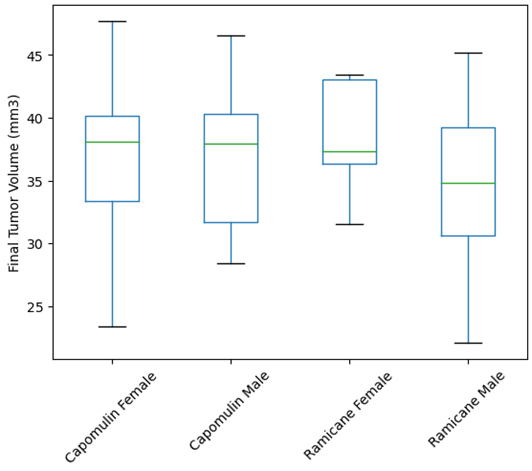 Final Tumor Volume (mm3)
45
40
35
30
25
Capomulin Female
Capomulin Male
Ramicane Female
Ramicane Male